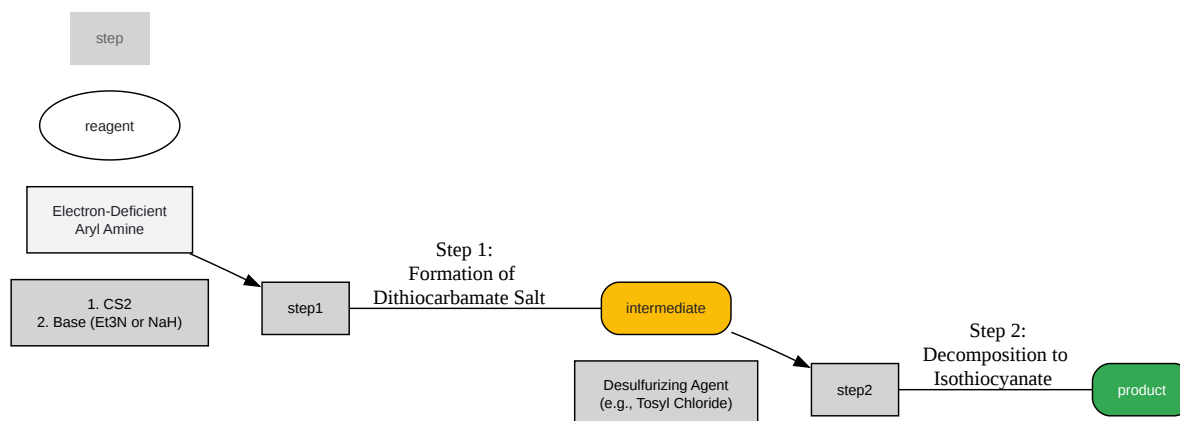 step
reagent
Electron-Deficient
Aryl Amine
1. CS2
2. Base (Et3N or NaH)
step1
Step 1:
Formation of
Dithiocarbamate Salt
intermediate
Desulfurizing Agent
(e.g., Tosyl Chloride)
step2
Step 2:
Decomposition to
Isothiocyanate
product